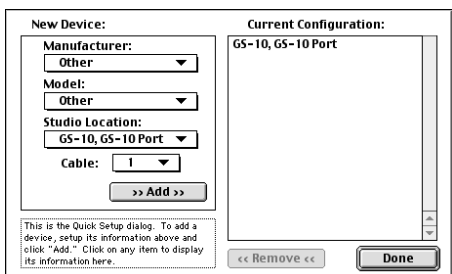 New Device:
Manufacturer:
Other
Model:
Other
Studio Location:
GS-10, GS-10 Port
Cable: 1
>> Add >>
This is the Quick Setup dialog. To add a
device, setup its information above and
click "Add." Click on any item to display
its information here.
Current Configuration:
GS-10, GS-10 Port
<< Remove <<
Done